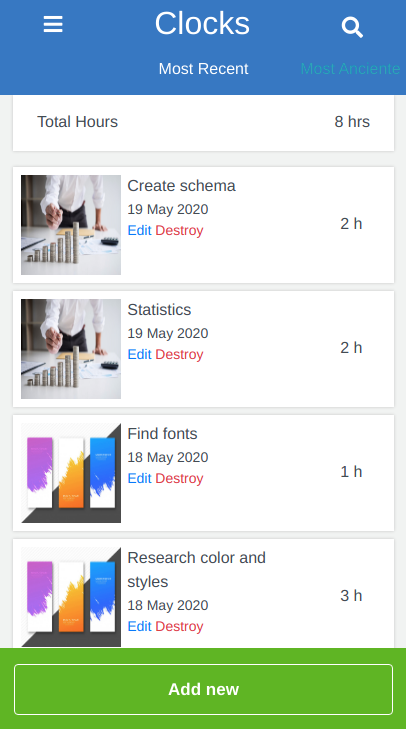 Clocks
Most Recent
Most Anciente
Total Hours
8 hrs
Create schema
19 May 2020
Edit Destroy
2 h
Statistics
19 May 2020
Edit Destroy
2 h
Find fonts
18 May 2020
Edit Destroy
1 h
Research color and
styles
18 May 2020
Edit Destroy
3 h
Add new